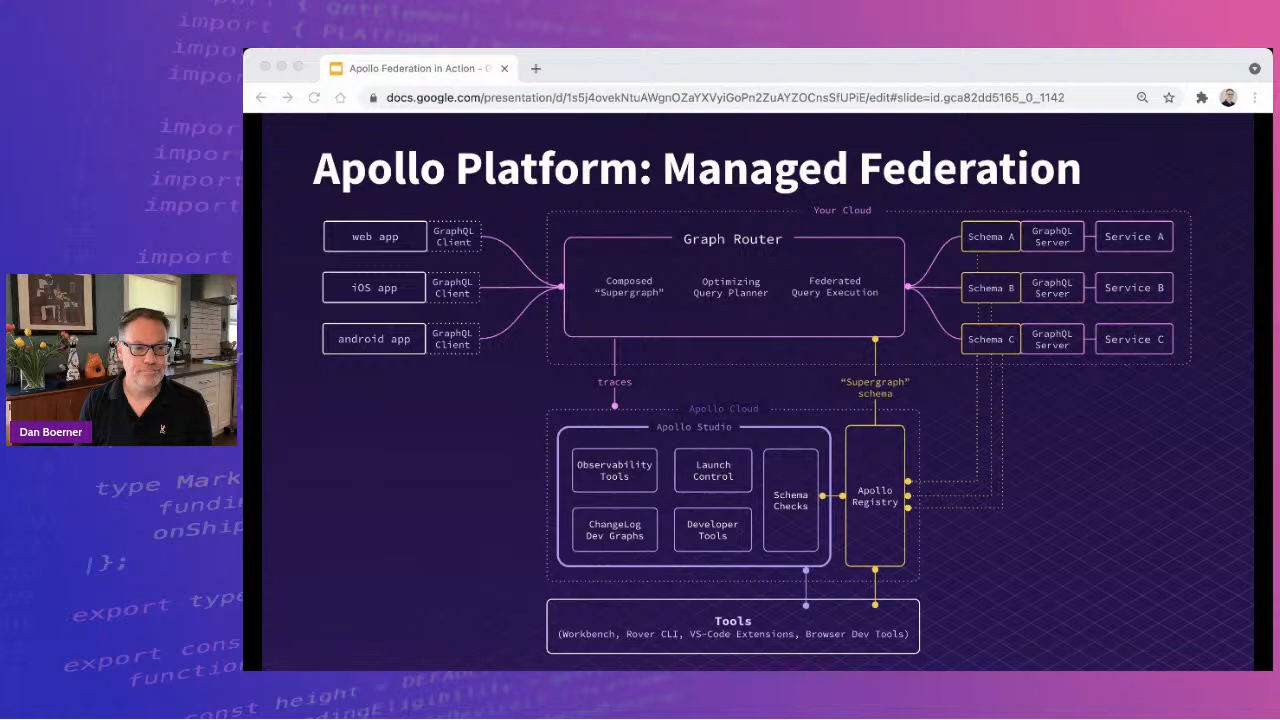 import { getElement
import { PLATFORM
import
import
import
import
import
import
import
type Mark
fundin
onShip
|};
export type
export cons
function
const height = DEFAULT
Apollo Federation in Action - G
docs.google.com/presentation/d/1s5j4ovekNtuAWgnOZaYXVyiGoPn2ZuAYZOCnsSfUPiE/edit#slide=id.gca82dd5165_0_1142
Apollo Platform: Managed Federation
Your Cloud
web app
GraphQL
Client
iOS app
GraphQL
Client
android app
GraphQL
Client
Graph Router
Composed
“Supergraph”
Optimizing
Query Planner
Federated
Query Execution
Schema A
GraphQL
Server
Service A
Schema B
GraphQL
Server
Service B
Schema C
GraphQL
Server
Service C
traces
“Supergraph”
schema
Apollo Cloud
Apollo Studio
Observability
Tools
Launch
Control
ChangeLog
Dev Graphs
Developer
Tools
Schema
Checks
Apollo
Registry
Tools
(Workbench, Rover CLI, VS-Code Extensions, Browser Dev Tools)
Dan Boerner